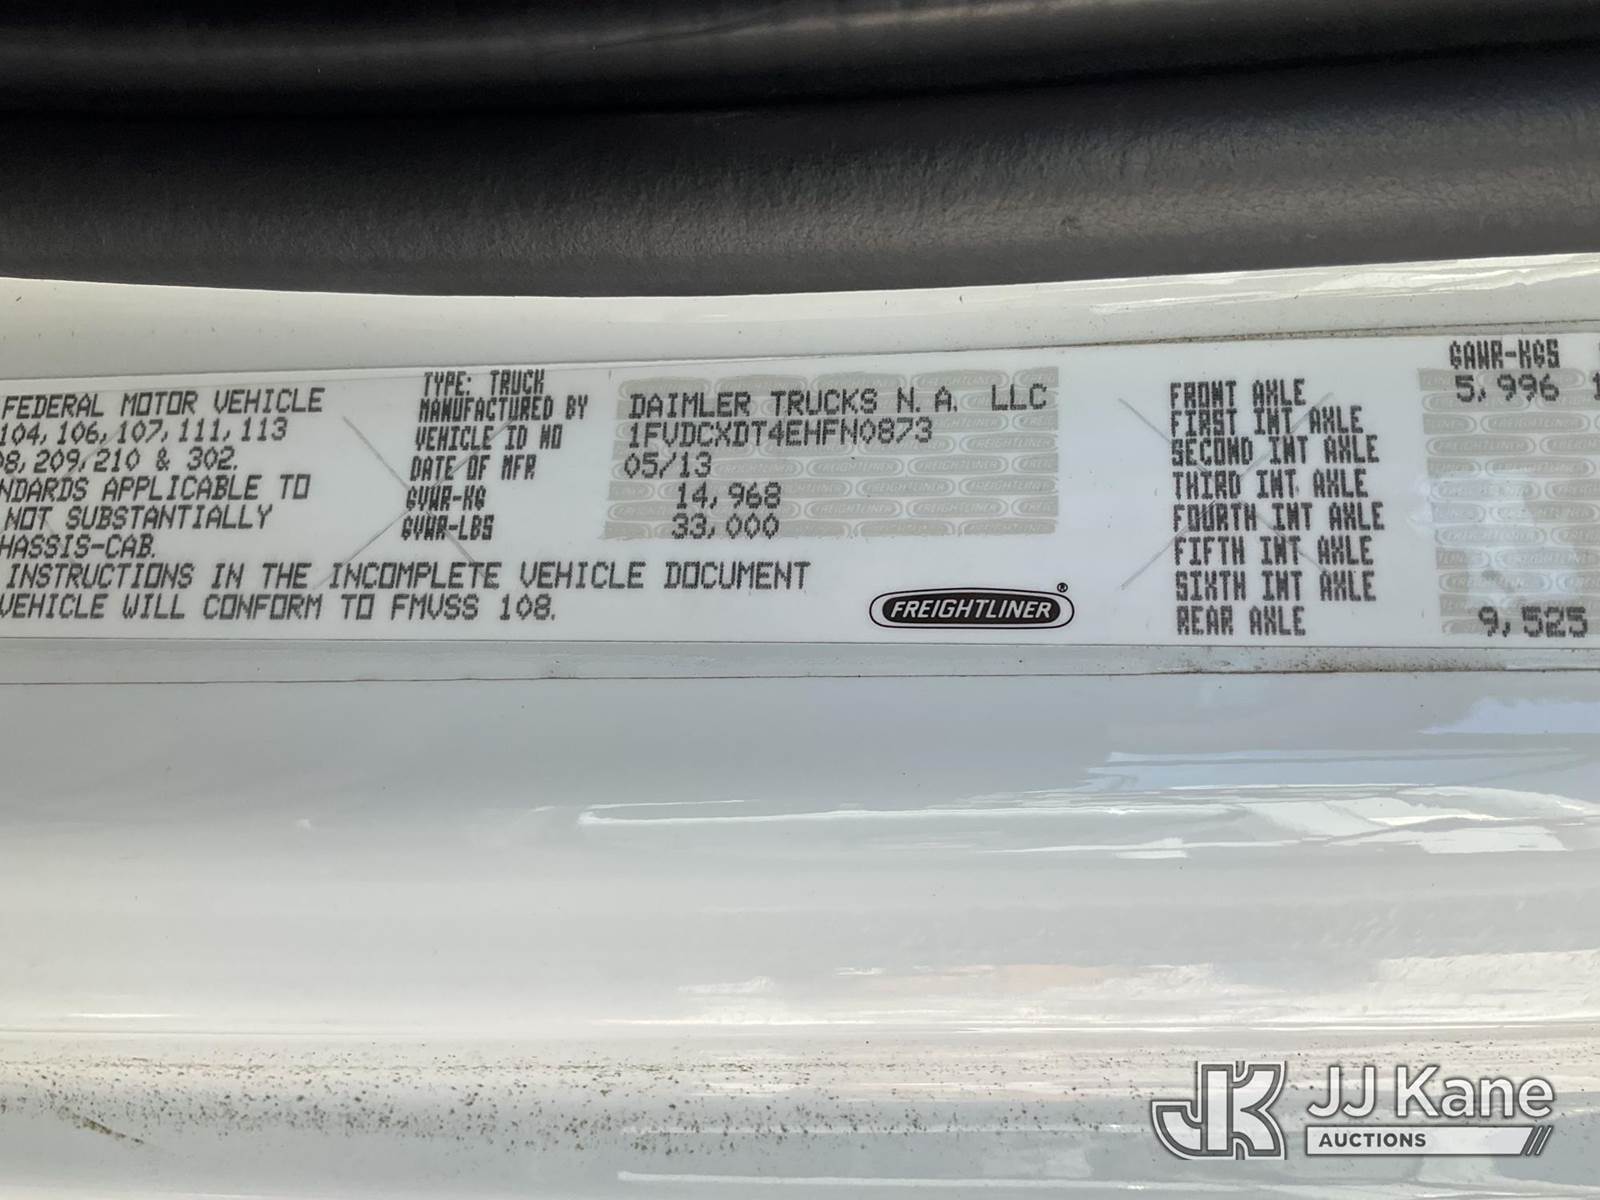 FEDERAL MOTOR VEHICLE
104, 106, 107, 111, 113
8, 209, 210 & 302.
NDARDS APPLICABLE TO
NOT SUBSTANTIALLY
HASSIS-CAB.
INSTRUCTIONS IN THE INCOMPLETE VEHICLE DOCUMENT
VEHICLE WILL CONFORM TO FMVSS 108.
TYPE: TRUCK
MANUFACTURED BY DAIMLER TRUCKS N. A. LLC
VEHICLE ID NO 1FVDCXDT4EHFN0873
DATE OF MFR 05/13
GVWR-KG 14,968
GVWR-LBS 33,000
FREIGHTLINER®
GAWR-KGS
FRONT AXLE 5,996 1
FIRST INT AXLE
SECOND INT AXLE
THIRD INT AXLE
FOURTH INT AXLE
FIFTH INT AXLE
SIXTH INT AXLE
REAR AXLE 9,525
JK JJ Kane
AUCTIONS